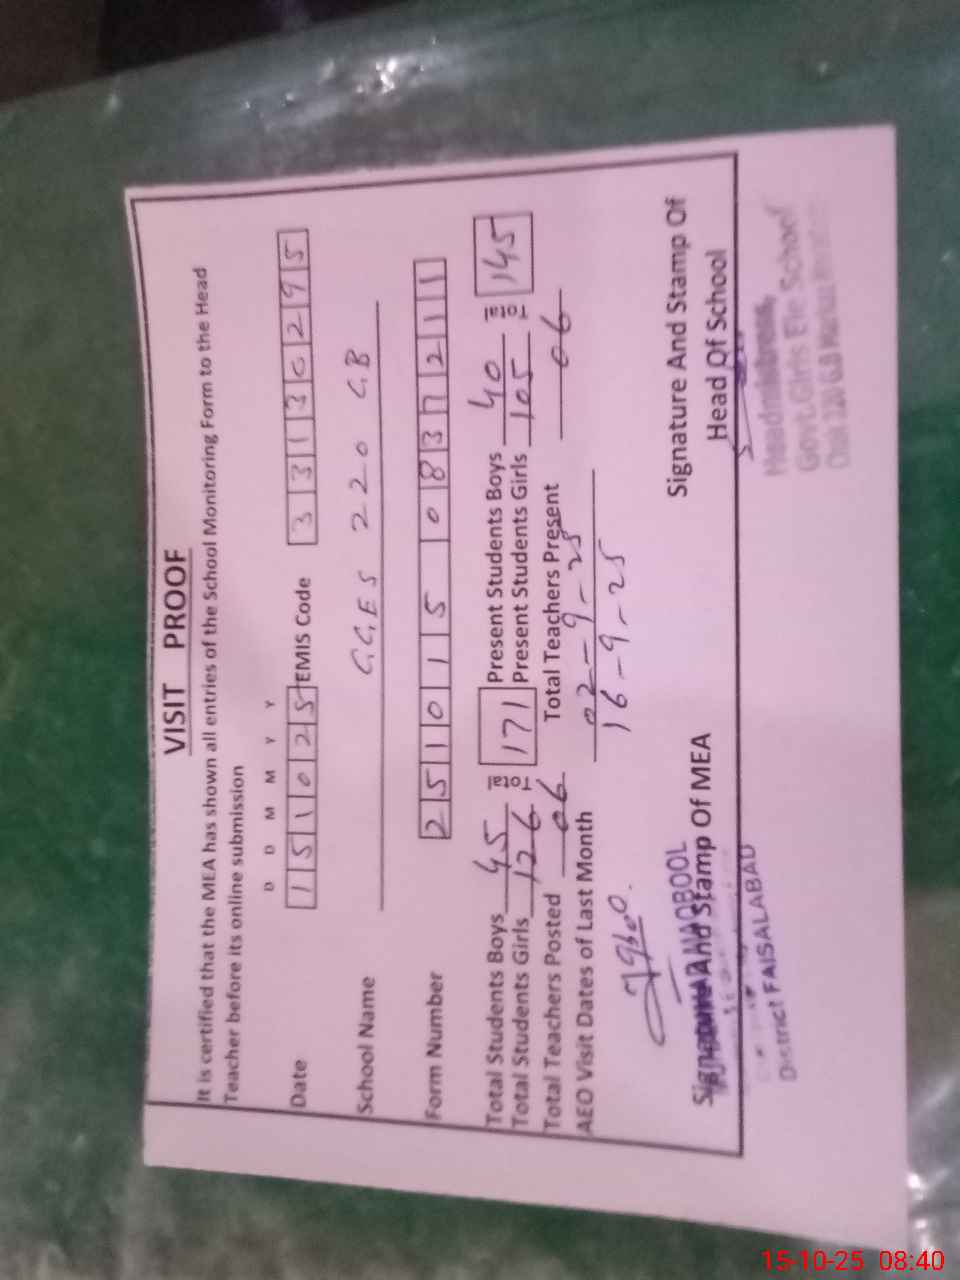 VISIT PROOF
It is certified that the MEA has shown all entries of the School Monitoring Form to the Head
Teacher before its online submission
D D M M Y Y
Date 1 5 1 0 2 5 EMIS Code 3 3 1 3 0 2 9 5
School Name GGES 220 GB
Form Number 2 5 1 0 1 5 0 8 3 7 2 1 1
Total Students Boys 45 Total 171 Present Students Boys 40 Total 145
Total Students Girls 126 Present Students Girls 105
Total Teachers Posted 06 Total Teachers Present 06
AEO Visit Dates of Last Month 02-9-25
16-9-25
Signature And Stamp Of MEA
MAQBOOL
District FAISALABAD
Signature And Stamp Of
Head Of School
Headmistress,
Govt. Girls Ele School
Chak 220 G.B
15-10-25 08:40